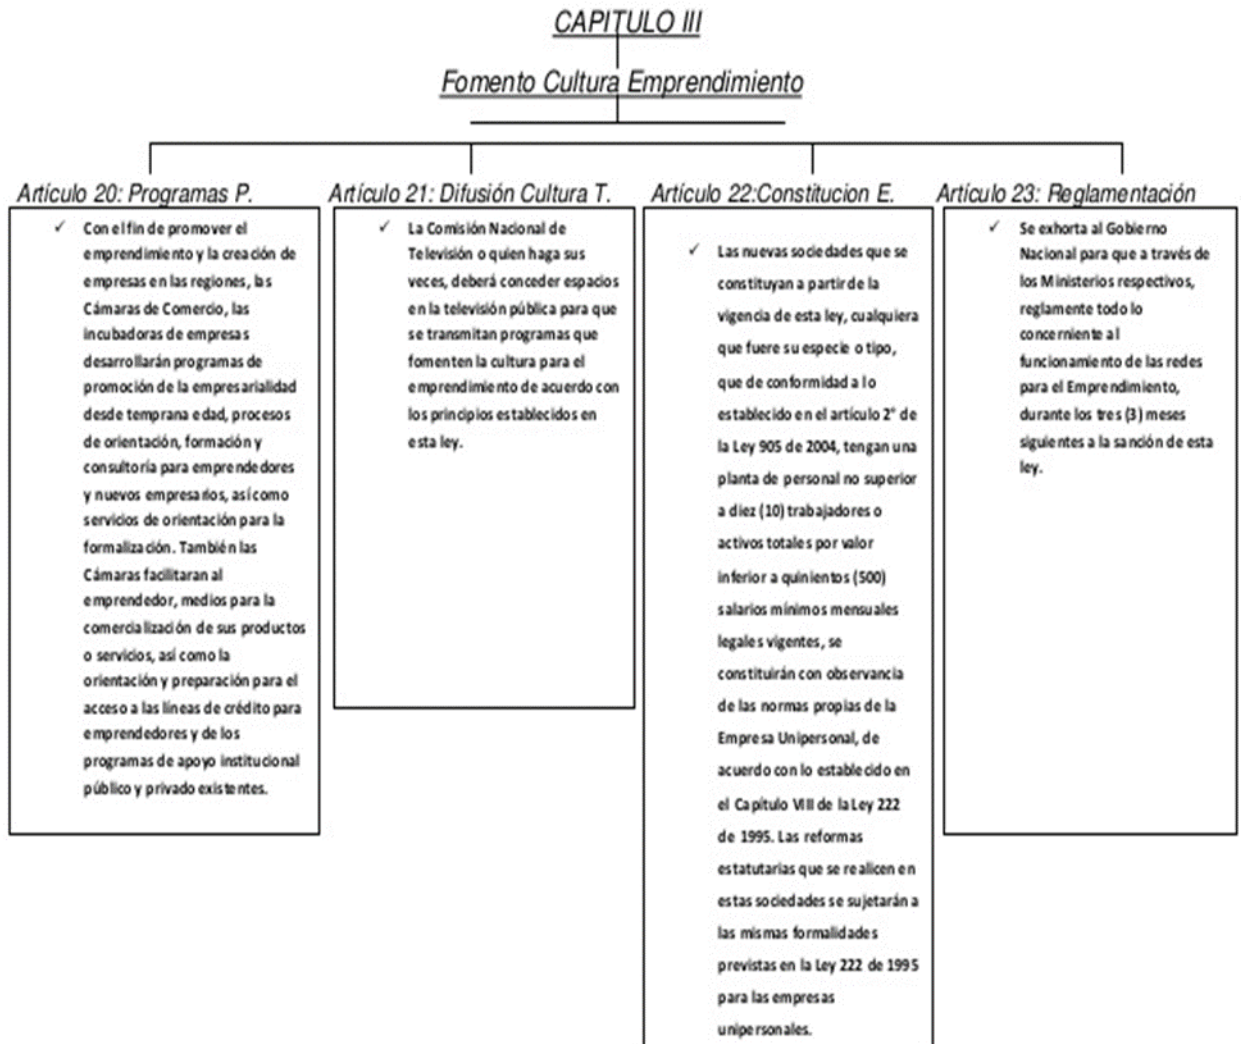 CAPITULO III
Fomento Cultura Emprendimiento
Artículo 20: Programas P.
✓ Con el fin de promover el
emprendimiento y la creación de
empresas en las regiones, las
Cámaras de Comercio, las
incubadoras de empresas
desarrollarán programas de
promoción de la empresarialidad
desde temprana edad, procesos
de orientación, formación y
consultoría para emprendedores
y nuevos empresarios, así como
servicios de orientación para la
formalización. También las
Cámaras facilitaran al
emprendedor, medios para la
comercialización de sus productos
o servicios, así como la
orientación y preparación para el
acceso a las líneas de crédito para
emprendedores y de los
programas de apoyo institucional
público y privado existentes.
Artículo 21: Difusión Cultura T.
✓ La Comisión Nacional de
Televisión o quien haga sus
veces, deberá conceder espacios
en la televisión pública para que
se transmitan programas que
fomenten la cultura para el
emprendimiento de acuerdo con
los principios establecidos en
esta ley.
Artículo 22:Constitucion E.
✓ Las nuevas sociedades que se
constituyan a partir de la
vigencia de esta ley, cualquiera
que fuere su especie o tipo,
que de conformidad a lo
establecido en el artículo 2° de
la Ley 905 de 2004, tengan una
planta de personal no superior
a diez (10) trabajadores o
activos totales por valor
inferior a quinientos (500)
salarios mínimos mensuales
legales vigentes, se
constituirán con observancia
de las normas propias de la
Empresa Unipersonal, de
acuerdo con lo establecido en
el Capítulo VIII de la Ley 222
de 1995. Las reformas
estatutarias que se realicen en
estas sociedades se sujetarán a
las mismas formalidades
previstas en la Ley 222 de 1995
para las empresas
unipersonales.
Artículo 23: Reglamentación
✓ Se exhorta al Gobierno
Nacional para que a través de
los Ministerios respectivos,
reglamente todo lo
concerniente al
funcionamiento de las redes
para el Emprendimiento,
durante los tres (3) meses
siguientes a la sanción de esta
ley.